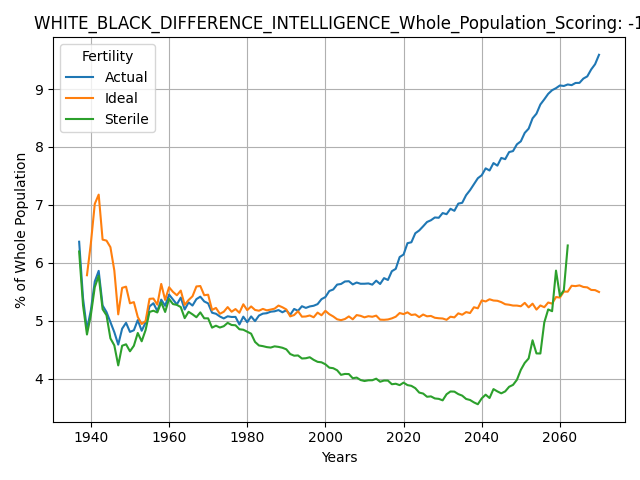 WHITE_BLACK_DIFFERENCE_INTELLIGENCE_Whole_Population_Scoring: -1
Fertility
Actual
Ideal
Sterile
% of Whole Population
9
8
7
6
5
4
1940 1960 1980 2000 2020 2040 2060
Years